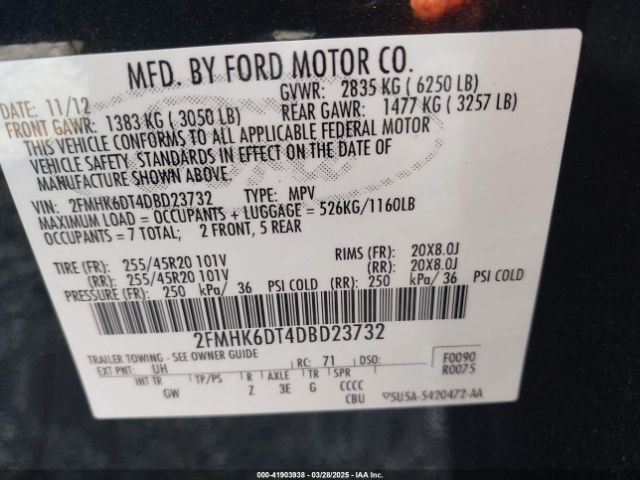 MFD. BY FORD MOTOR CO.
DATE: 11/12 GVWR: 2835 KG ( 6250 LB)
FRONT GAWR: 1383 KG ( 3050 LB) REAR GAWR: 1477 KG ( 3257 LB)
THIS VEHICLE CONFORMS TO ALL APPLICABLE FEDERAL MOTOR
VEHICLE SAFETY STANDARDS IN EFFECT ON THE DATE OF
MANUFACTURE SHOWN ABOVE.
VIN: 2FMHK6DT4DBD23732 TYPE: MPV
MAXIMUM LOAD = OCCUPANTS + LUGGAGE = 526KG/1160LB
OCCUPANTS = 7 TOTAL; 2 FRONT, 5 REAR
TIRE (FR): 255/45R20 101V RIMS (FR): 20X8.0J
(RR): 255/45R20 101V (RR): 20X8.0J
PRESSURE (FR): 250 kPa/ 36 PSI COLD (RR): 250 kPa/ 36 PSI COLD
2FMHK6DT4DBD23732
TRAILER TOWING - SEE OWNER GUIDE
EXT PNT: UH RC: 71 DSO: F0090
R0075
INT TR TP/PS R AXLE TR SPR
GW Z 3E G CCCC
CBU 5U5A-5420472-AA
000-41903938 | 03/28/2025 | IAA Inc.